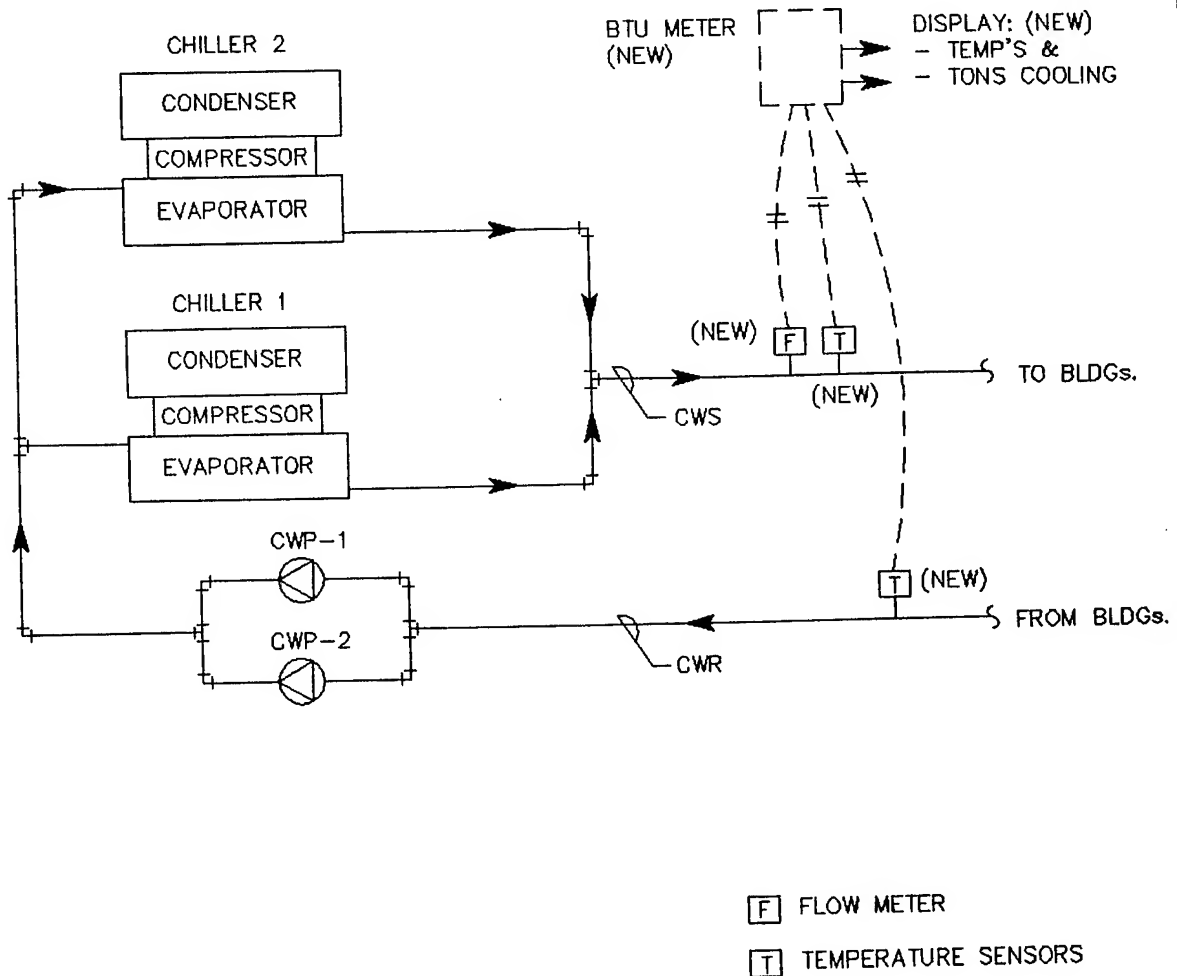 BTU METER
(NEW)
DISPLAY: (NEW)
- TEMP'S &
- TONS COOLING
CHILLER 2
CONDENSER
COMPRESSOR
EVAPORATOR
CHILLER 1
CONDENSER
COMPRESSOR
EVAPORATOR
(NEW)
F
T
(NEW)
TO BLDGs.
CWS
CWP-1
CWP-2
T
(NEW)
FROM BLDGs.
CWR
F FLOW METER
T TEMPERATURE SENSORS